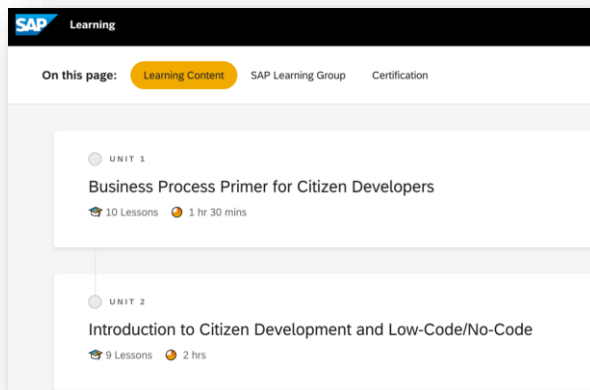 SAP Learning
On this page: Learning Content SAP Learning Group Certification
UNIT 1
Business Process Primer for Citizen Developers
10 Lessons 1 hr 30 mins
UNIT 2
Introduction to Citizen Development and Low-Code/No-Code
9 Lessons 2 hrs